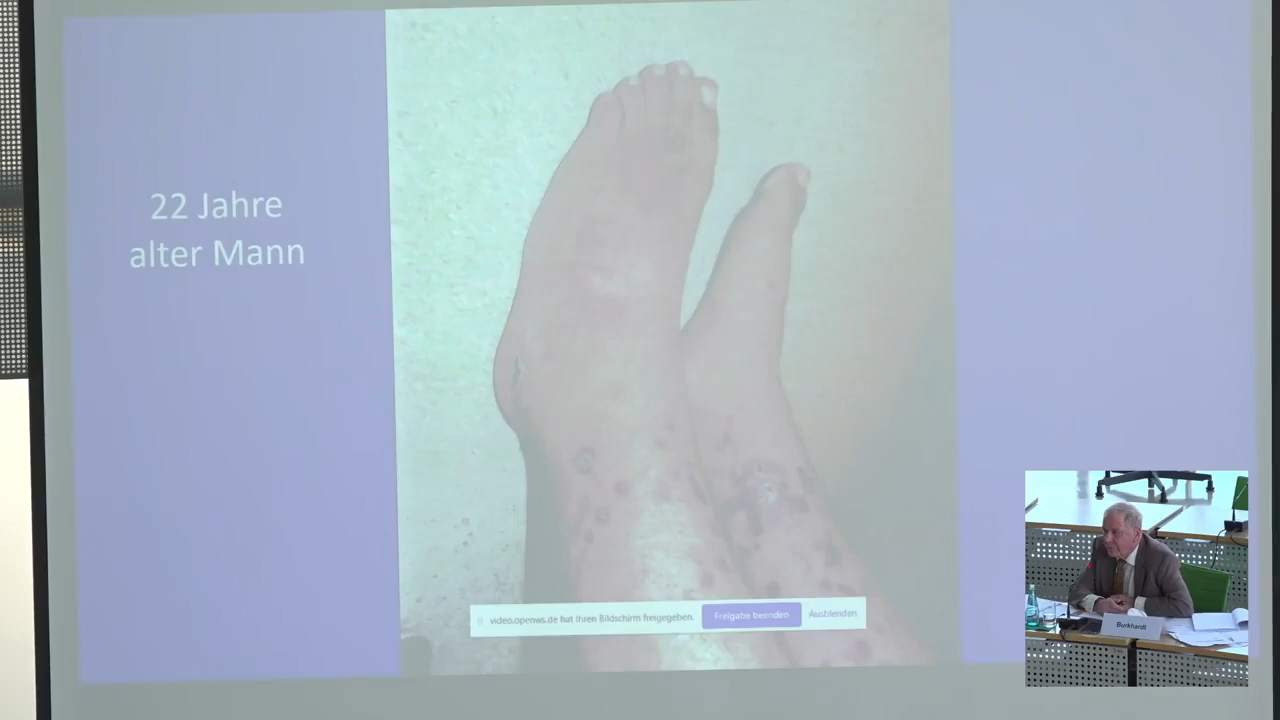 22 Jahre
alter Mann
video.openws.de hat Ihren Bildschirm freigegeben. Freigabe beenden Ausblenden
Burkhardt